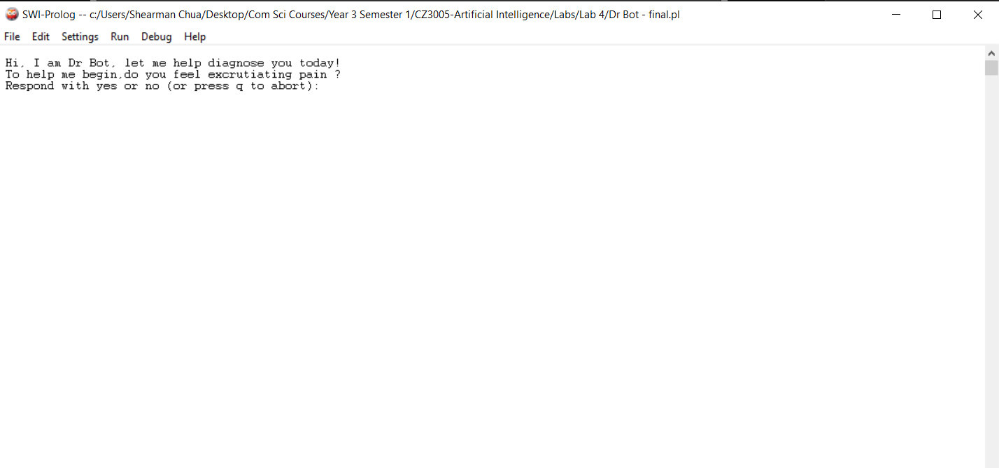 SWI-Prolog -- c:/Users/Shearman Chua/Desktop/Com Sci Courses/Year 3 Semester 1/CZ3005-Artificial Intelligence/Labs/Lab 4/Dr Bot - final.pl
File Edit Settings Run Debug Help
Hi, I am Dr Bot, let me help diagnose you today!
To help me begin,do you feel excrutiating pain ?
Respond with yes or no (or press q to abort):